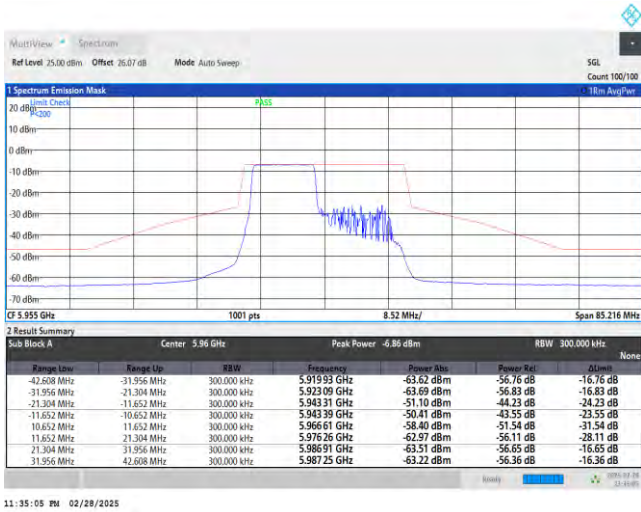 MultiView Spectrum
Ref Level 25.00 dBm Offset 26.07 dB Mode Auto Sweep SGL
Count 100/100
1 Spectrum Emission Mask 1Rm AvgPwr
Limit Check PASS
P<200
20 dBm
10 dBm
0 dBm
-10 dBm
-20 dBm
-30 dBm
-40 dBm
-50 dBm
-60 dBm
-70 dBm
CF 5.955 GHz 1001 pts 8.52 MHz/ Span 85.216 MHz
2 Result Summary
Sub Block A Center 5.96 GHz Peak Power -6.86 dBm RBW 300.000 kHz
None
Range Low Range Up RBW Frequency Power Abs Power Rel ΔLimit
-42.608 MHz -31.956 MHz 300.000 kHz 5.91993 GHz -63.62 dBm -56.76 dB -16.76 dB
-31.956 MHz -21.304 MHz 300.000 kHz 5.92309 GHz -63.69 dBm -56.83 dB -16.83 dB
-21.304 MHz -11.652 MHz 300.000 kHz 5.94331 GHz -51.10 dBm -44.23 dB -24.23 dB
-11.652 MHz -10.652 MHz 300.000 kHz 5.94339 GHz -50.41 dBm -43.55 dB -23.55 dB
10.652 MHz 11.652 MHz 300.000 kHz 5.96661 GHz -58.40 dBm -51.54 dB -31.54 dB
11.652 MHz 21.304 MHz 300.000 kHz 5.97626 GHz -62.97 dBm -56.11 dB -28.11 dB
21.304 MHz 31.956 MHz 300.000 kHz 5.98691 GHz -63.51 dBm -56.65 dB -16.65 dB
31.956 MHz 42.608 MHz 300.000 kHz 5.98725 GHz -63.22 dBm -56.36 dB -16.36 dB
Ready
11:35:05 PM 02/28/2025